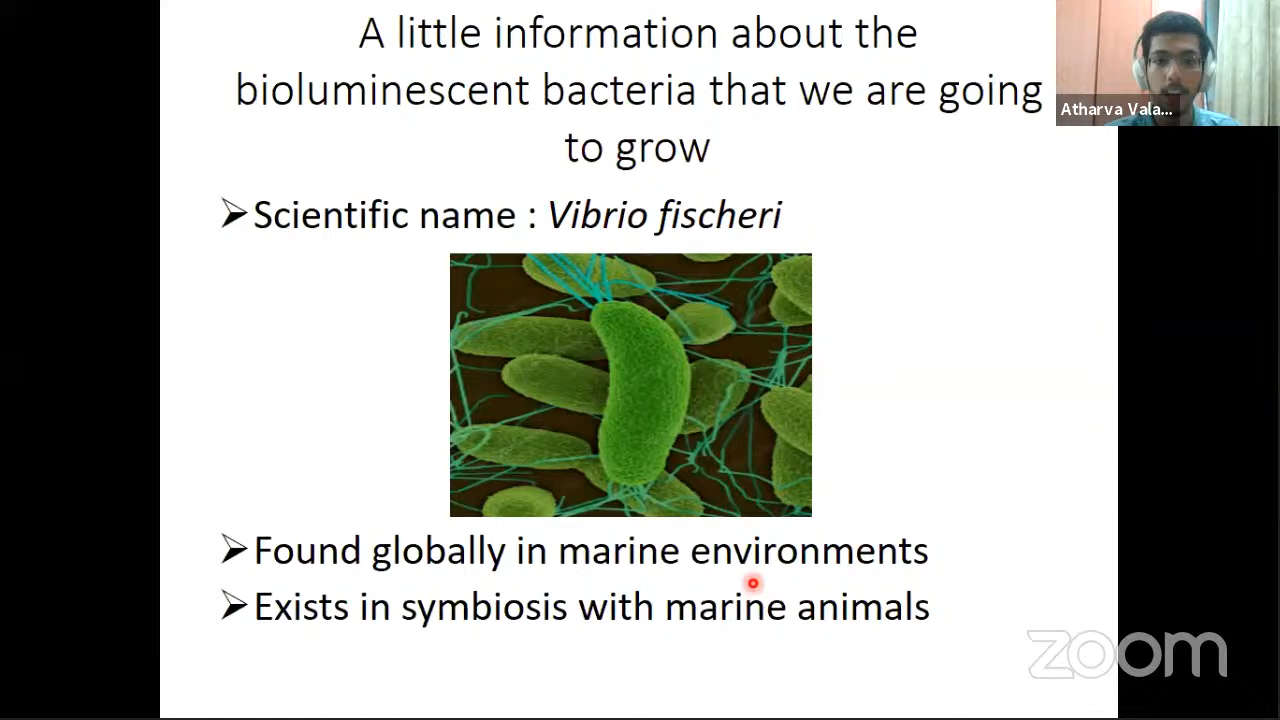 A little information about the
bioluminescent bacteria that we are going
to grow
Atharva Vala...
➢ Scientific name : Vibrio fischeri
➢ Found globally in marine environments
➢ Exists in symbiosis with marine animals
zoom